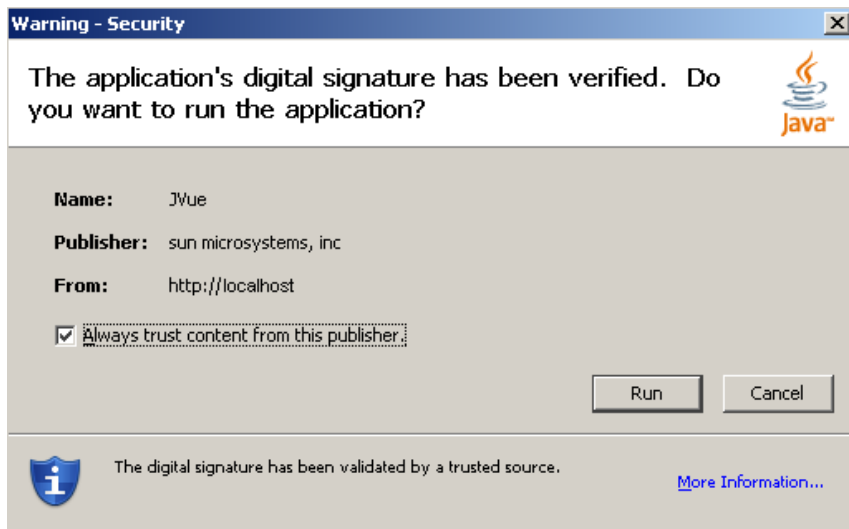 Warning - Security
The application's digital signature has been verified. Do
you want to run the application?
Java™
Name: JVue
Publisher: sun microsystems, inc
From: http://localhost
Always trust content from this publisher.
Run Cancel
The digital signature has been validated by a trusted source.
More Information...